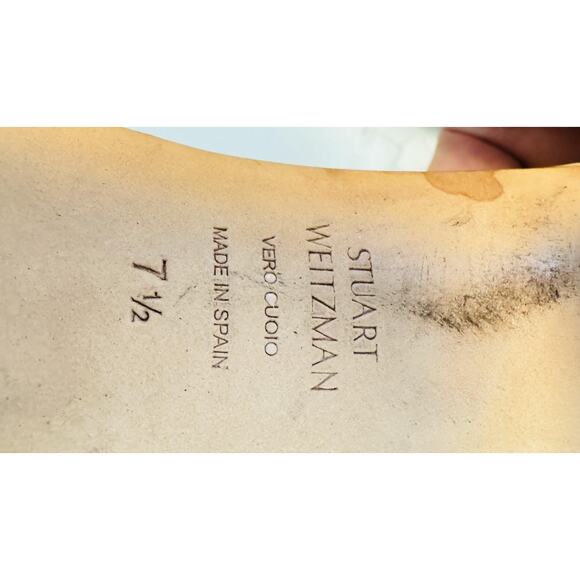 STUART
WEITZMAN
VERO CUOIO
MADE IN SPAIN
7 ½